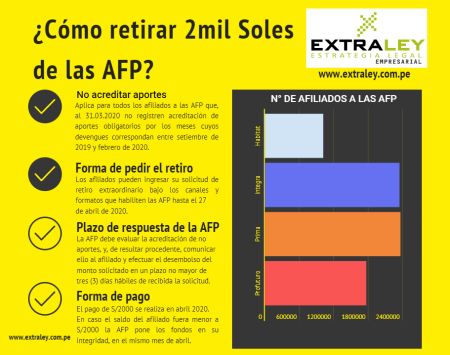 ¿Cómo retirar 2mil Soles
de las AFP?
EXTRALEY
ESTRATEGIA LEGAL
EMPRESARIAL
www.extraley.com.pe
No acreditar aportes
Aplica para todos los afiliados a las AFP que,
al 31.03.2020 no registren acreditación de
aportes obligatorios por los meses cuyos
devengues correspondan entre setiembre de
2019 y febrero de 2020.
Forma de pedir el retiro
Los afiliados pueden ingresar su solicitud de
retiro extraordinario bajo los canales y
formatos que habiliten las AFP hasta el 27
de abril de 2020.
Plazo de respuesta de la AFP
La AFP debe evaluar la acreditación de no
aportes, y, de resultar procedente, comunicar
ello al afiliado y efectuar el desembolso del
monto solicitado en un plazo no mayor de
tres (3) días hábiles de recibida la solicitud.
Forma de pago
El pago de S/2000 se realiza en abril 2020.
En caso el saldo del afiliado fuera menor a
S/2000 la AFP pone los fondos en su
integridad, en el mismo mes de abril.
www.extraley.com.pe
N° DE AFILIADOS A LAS AFP
Habitat
Integra
Prima
Profuturo
0 600000 1200000 1800000 2400000